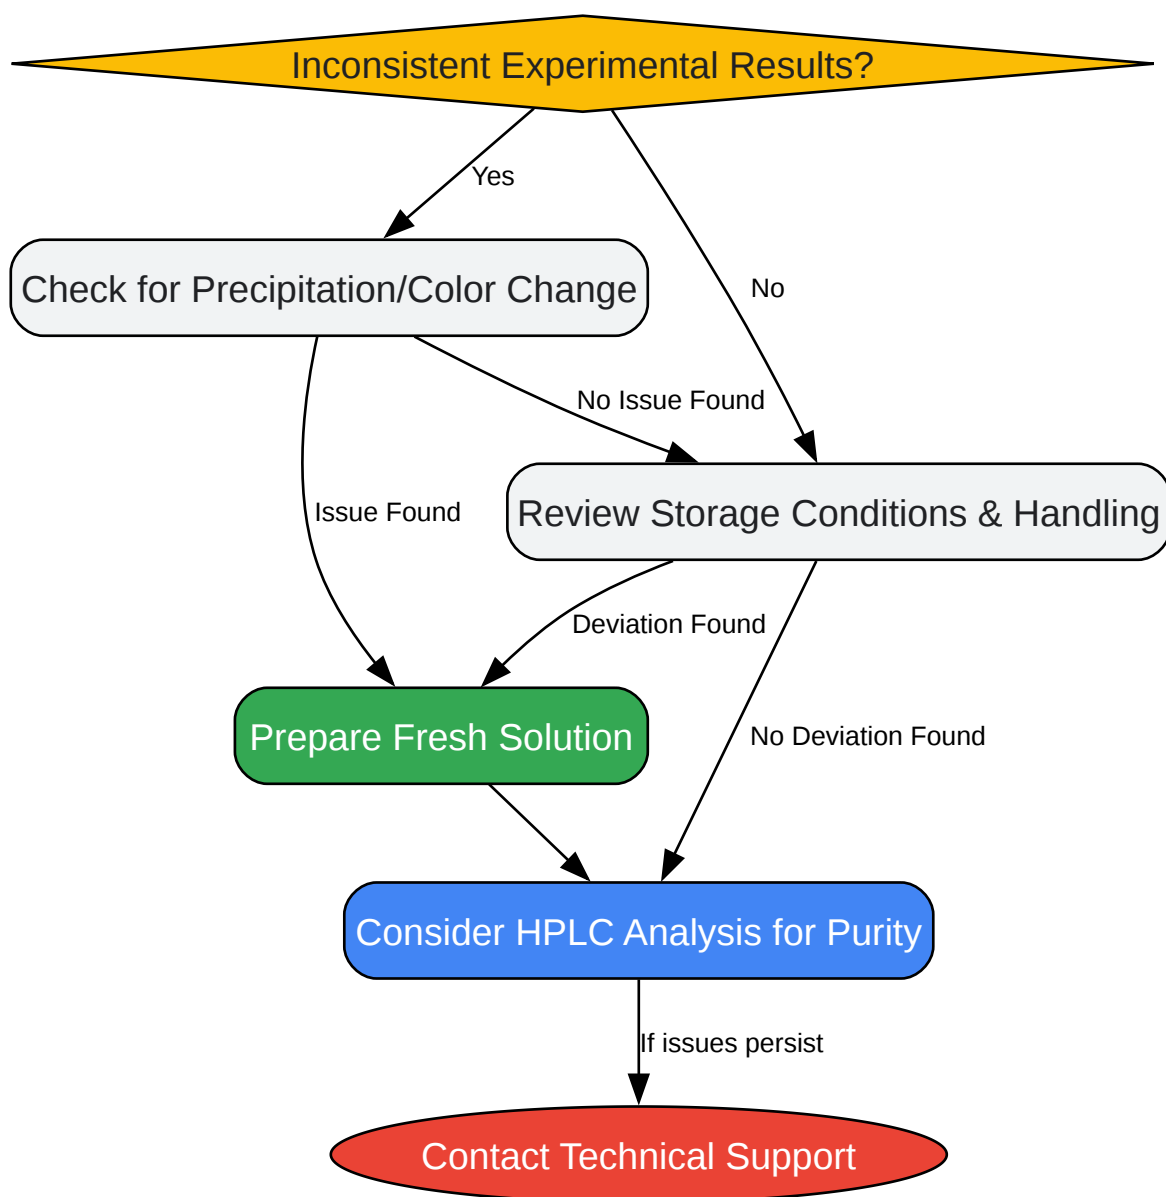 Inconsistent Experimental Results?
Yes
Check for Precipitation/Color Change
No
No Issue Found
Issue Found
Review Storage Conditions & Handling
Deviation Found
Prepare Fresh Solution
No Deviation Found
Consider HPLC Analysis for Purity
If issues persist
Contact Technical Support